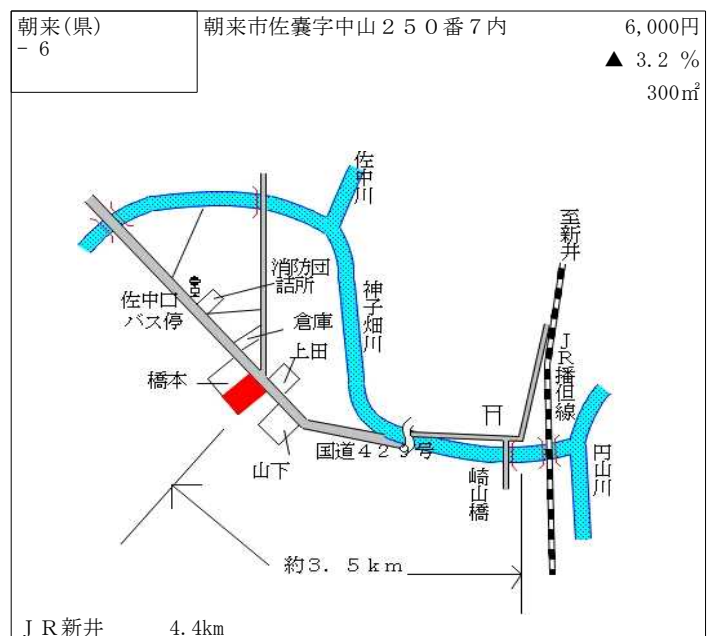 朝来(県)
－６
朝来市佐嚢字中山２５０番７内
6,000円
▲ 3.2 %
300㎡
佐中川
至新井
消防団
詰所
佐中口
バス停
神子畑川
倉庫
上田
ＪＲ播但線
橋本
山下
国道４２９号
崎山橋
円山川
約３．５ｋｍ
ＪＲ新井　4.4km